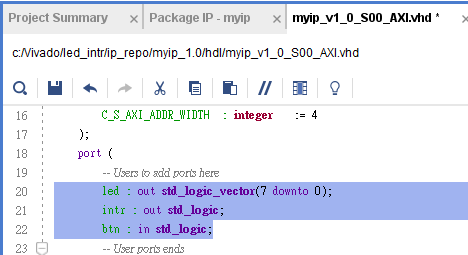 Project Summary × Package IP - myip × myip_v1_0_S00_AXI.vhd * 
c:/Vivado/led_intr/ip_repo/myip_1.0/hdl/myip_v1_0_S00_AXI.vhd
16 C_S_AXI_ADDR_WIDTH : integer := 4
17 );
18 port (
19 -- Users to add ports here
20 led : out std_logic_vector(7 downto 0);
21 intr : out std_logic;
22 btn : in std_logic;
23 -- User ports ends